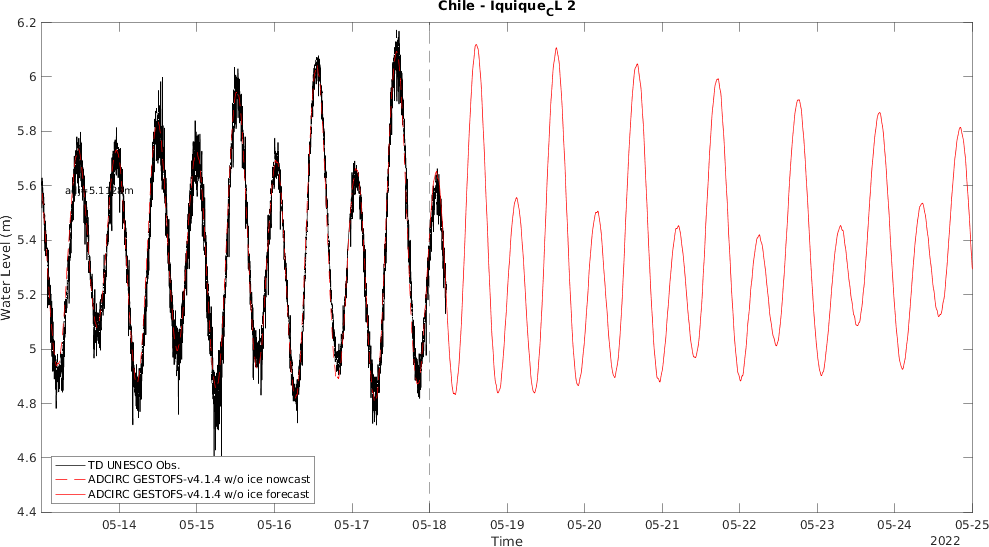 Chile - Iquique_CL 2
Water Level (m)
6.2
6
5.8
5.6
5.4
5.2
5
4.8
4.6
4.4
TD UNESCO Obs.
ADCIRC GESTOFS-v4.1.4 w/o ice nowcast
ADCIRC GESTOFS-v4.1.4 w/o ice forecast
05-14 05-15 05-16 05-17 05-18 05-19 05-20 05-21 05-22 05-23 05-24 05-25
Time
2022